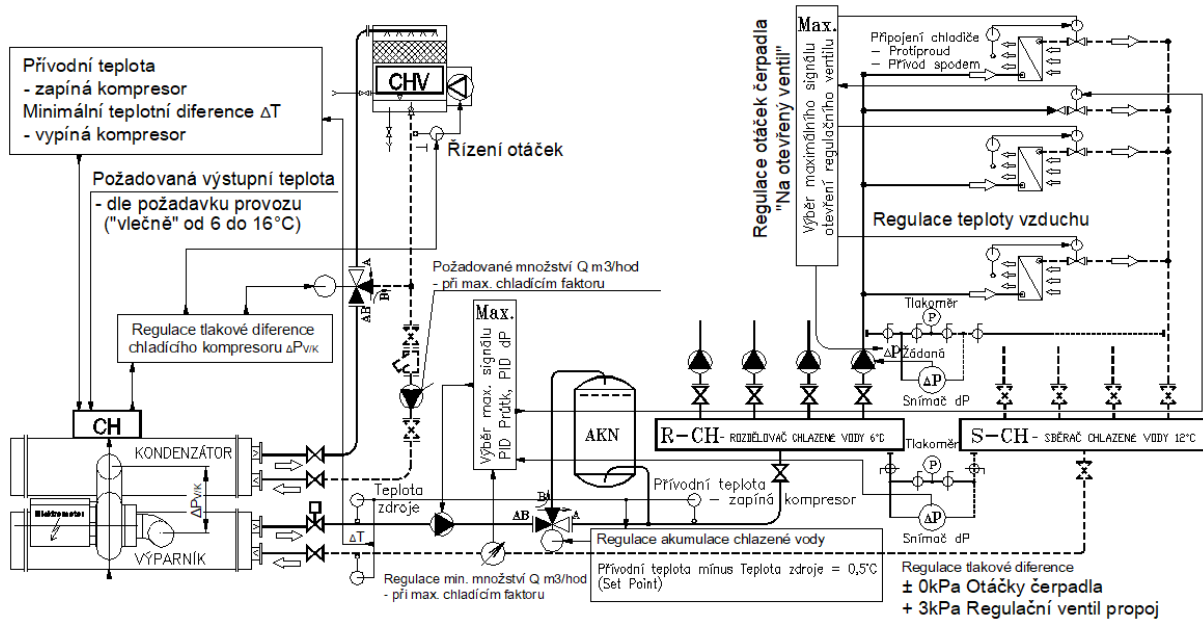 Přívodní teplota
- zapíná kompresor
Minimální teplotní diference ΔT
- vypíná kompresor
Požadovaná výstupní teplota
- dle požadavku provozu
("vlečně" od 6 do 16°C)
CHV
Řízení otáček
A
B
AB
Regulace tlakové diference
chladícího kompresoru ΔPV/K
Požadované množství Q m3/hod
- při max. chladícím faktoru
Max.
Výběr max. signálu
PID Průtk, PID dP
CH
KONDENZÁTOR
ΔPV/K
Elektromotor
VÝPARNÍK
Teplota
zdroje
ΔT
Regulace min. množství Q m3/hod
- při max. chladícím faktoru
AKN
B
AB
A
Přívodní teplota
- zapíná kompresor
Regulace akumulace chlazené vody
Přívodní teplota mínus Teplota zdroje = 0,5°C
(Set Point)
Regulace otáček čerpadla
"Na otevřený ventil"
Max.
Výběr maximálního signálu
otevření regulačního ventilu
Připojení chladiče
- Protiproud
- Přívod spodem
Regulace teploty vzduchu
Tlakoměr
P
ΔP Žádaná
ΔP
Snímač dP
R-CH- ROZDĚLOVAČ CHLAZENÉ VODY 6°C
Tlakoměr
P
ΔP
Snímač dP
S-CH- SBĚRAČ CHLAZENÉ VODY 12°C
Regulace tlakové diference
± 0kPa Otáčky čerpadla
+ 3kPa Regulační ventil propoj